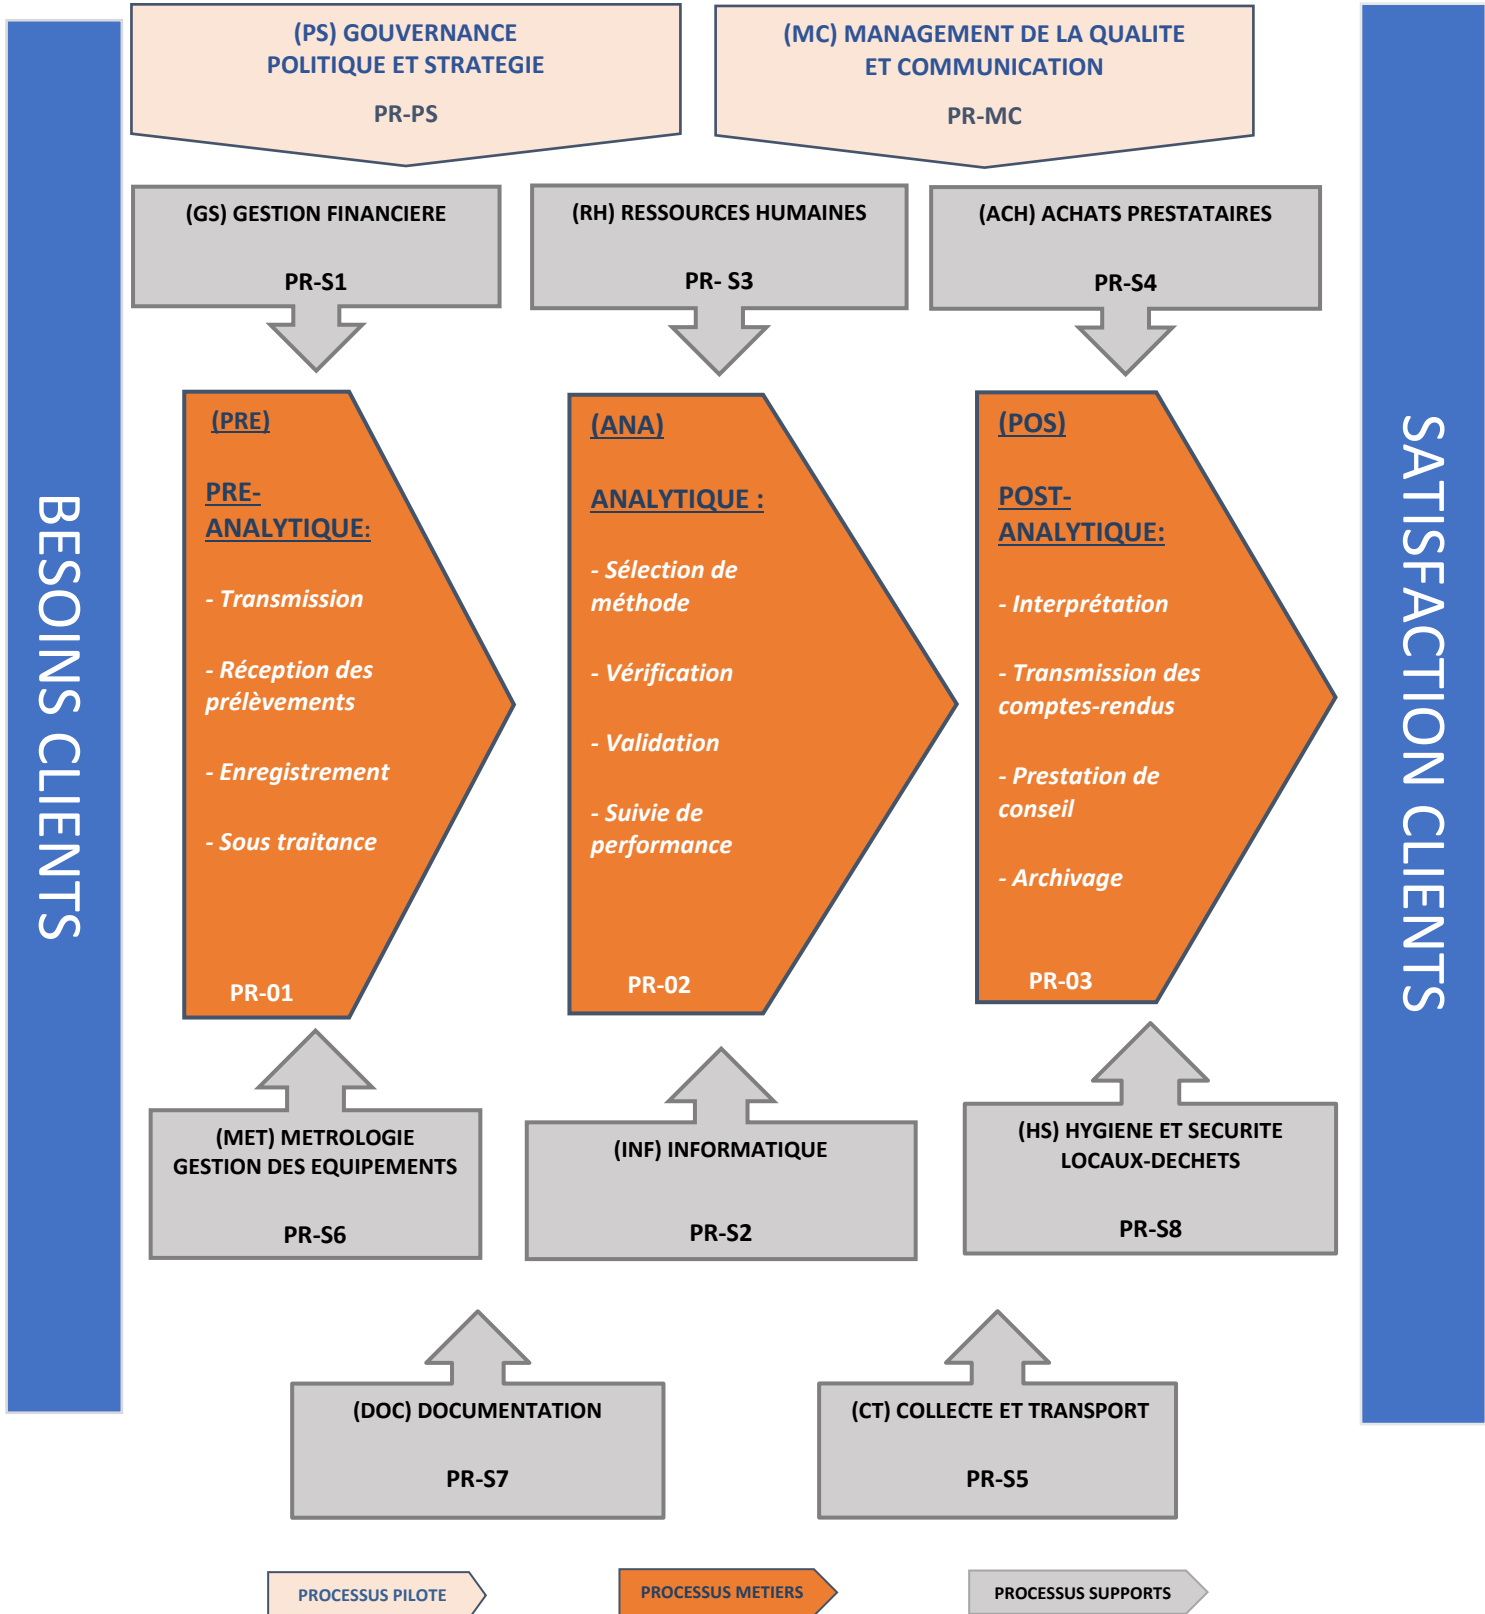 (PS) GOUVERNANCE
POLITIQUE ET STRATEGIE
PR-PS
(MC) MANAGEMENT DE LA QUALITE
ET COMMUNICATION
PR-MC
BESOINS CLIENTS
(GS) GESTION FINANCIERE
PR-S1
(RH) RESSOURCES HUMAINES
PR- S3
(ACH) ACHATS PRESTATAIRES
PR-S4
(PRE)
PRE-
ANALYTIQUE:
- Transmission
- Réception des
prélèvements
- Enregistrement
- Sous traitance
PR-01
(ANA)
ANALYTIQUE :
- Sélection de
méthode
- Vérification
- Validation
- Suivie de
performance
PR-02
(POS)
POST-
ANALYTIQUE:
- Interprétation
- Transmission des
comptes-rendus
- Prestation de
conseil
- Archivage
PR-03
SATISFACTION CLIENTS
(MET) METROLOGIE
GESTION DES EQUIPEMENTS
PR-S6
(INF) INFORMATIQUE
PR-S2
(HS) HYGIENE ET SECURITE
LOCAUX-DECHETS
PR-S8
(DOC) DOCUMENTATION
PR-S7
(CT) COLLECTE ET TRANSPORT
PR-S5
PROCESSUS PILOTE
PROCESSUS METIERS
PROCESSUS SUPPORTS